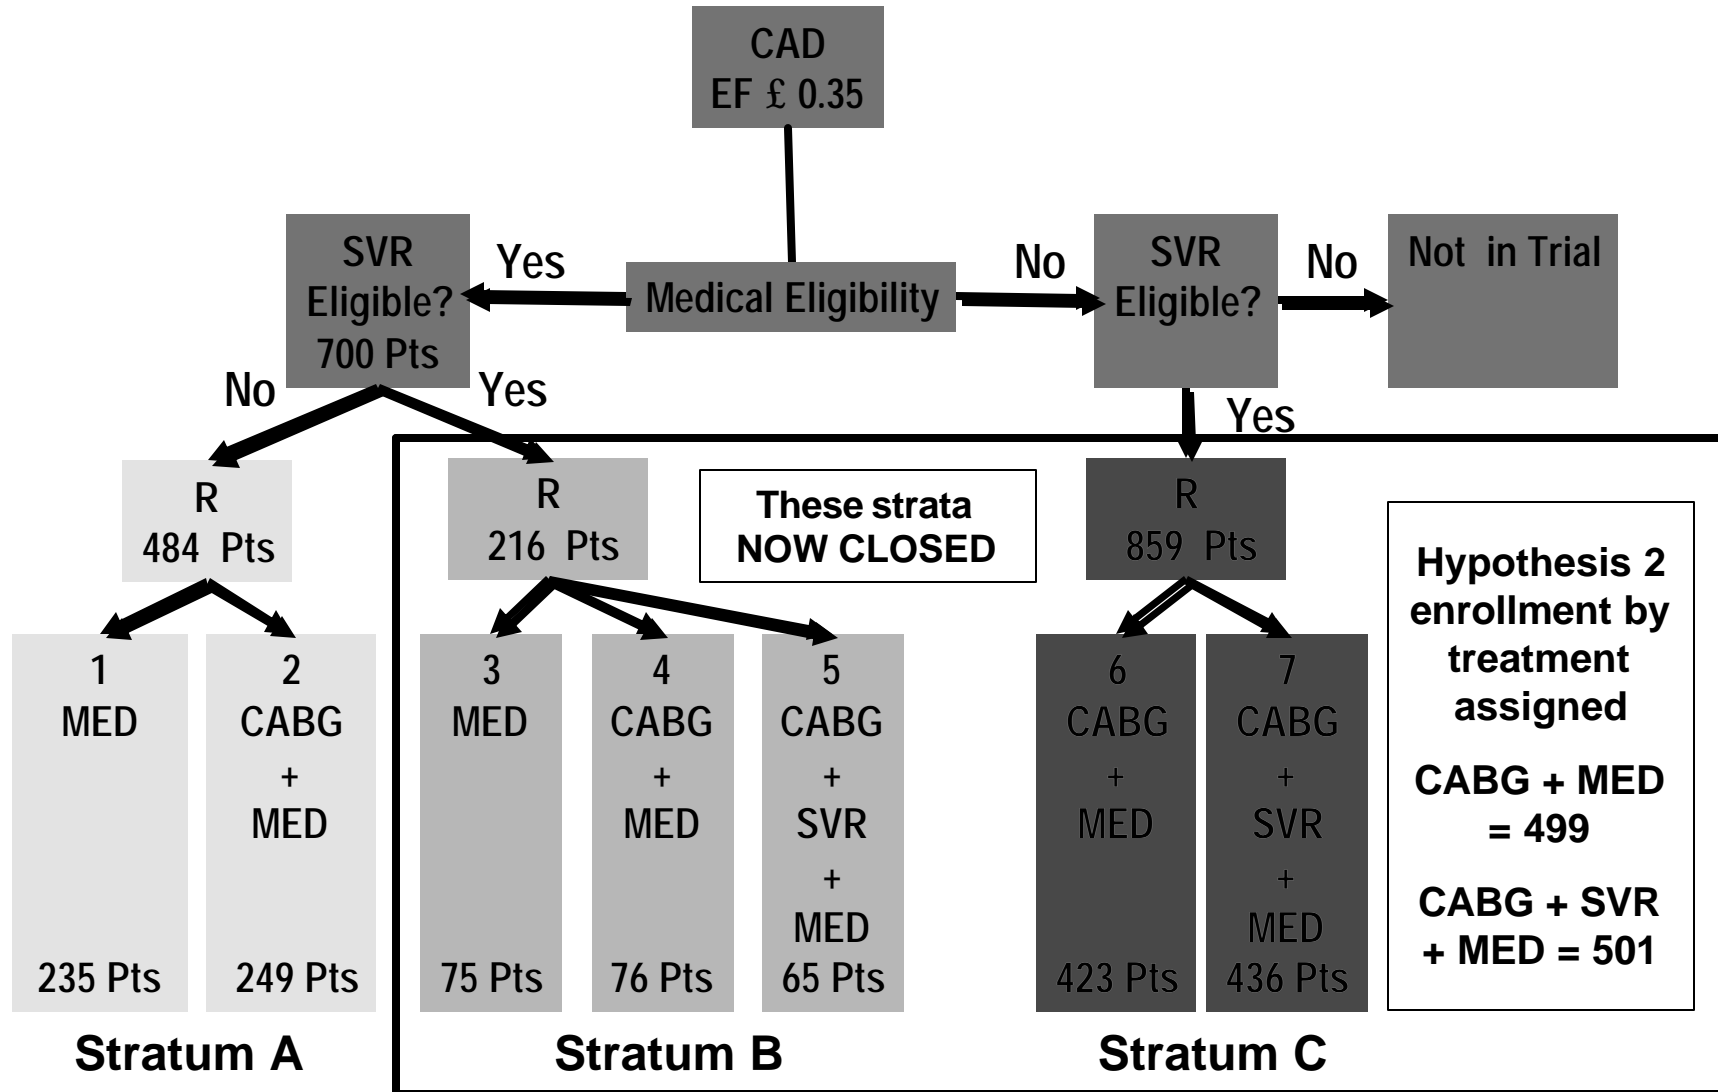 CAD
EF £ 0.35
SVR
Eligible?
700 Pts
Yes
Medical Eligibility
No
SVR
Eligible?
No
Not in Trial
No
Yes
Yes
R
484 Pts
R
216 Pts
These strata
NOW CLOSED
R
859 Pts
Hypothesis 2
enrollment by
treatment
assigned
CABG + MED
= 499
CABG + SVR
+ MED = 501
1
MED
235 Pts
2
CABG
+
MED
249 Pts
3
MED
75 Pts
4
CABG
+
MED
76 Pts
5
CABG
+
SVR
+
MED
65 Pts
6
CABG
+
MED
423 Pts
7
CABG
+
SVR
+
MED
436 Pts
Stratum A
Stratum B
Stratum C